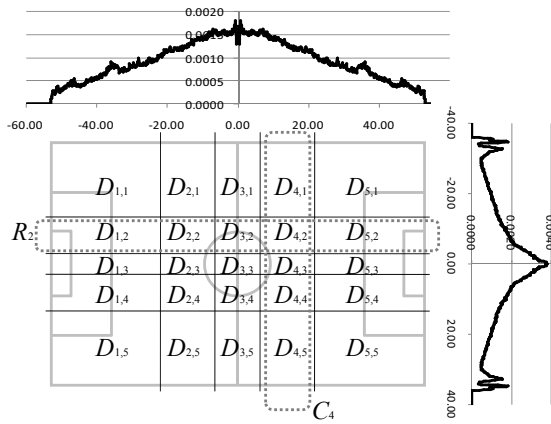 0.0020
0.0015
0.0010
0.0005
0.0000
-60.00 -40.00 -20.00 0.00 20.00 40.00
D1,1 D2,1 D3,1 D4,1 D5,1
R2 D1,2 D2,2 D3,2 D4,2 D5,2
D1,3 D2,3 D3,3 D4,3 D5,3
D1,4 D2,4 D3,4 D4,4 D5,4
D1,5 D2,5 D3,5 D4,5 D5,5
C4
-40.00
-20.00
0.0000 0.0020 0.0040
0.00
20.00
40.00